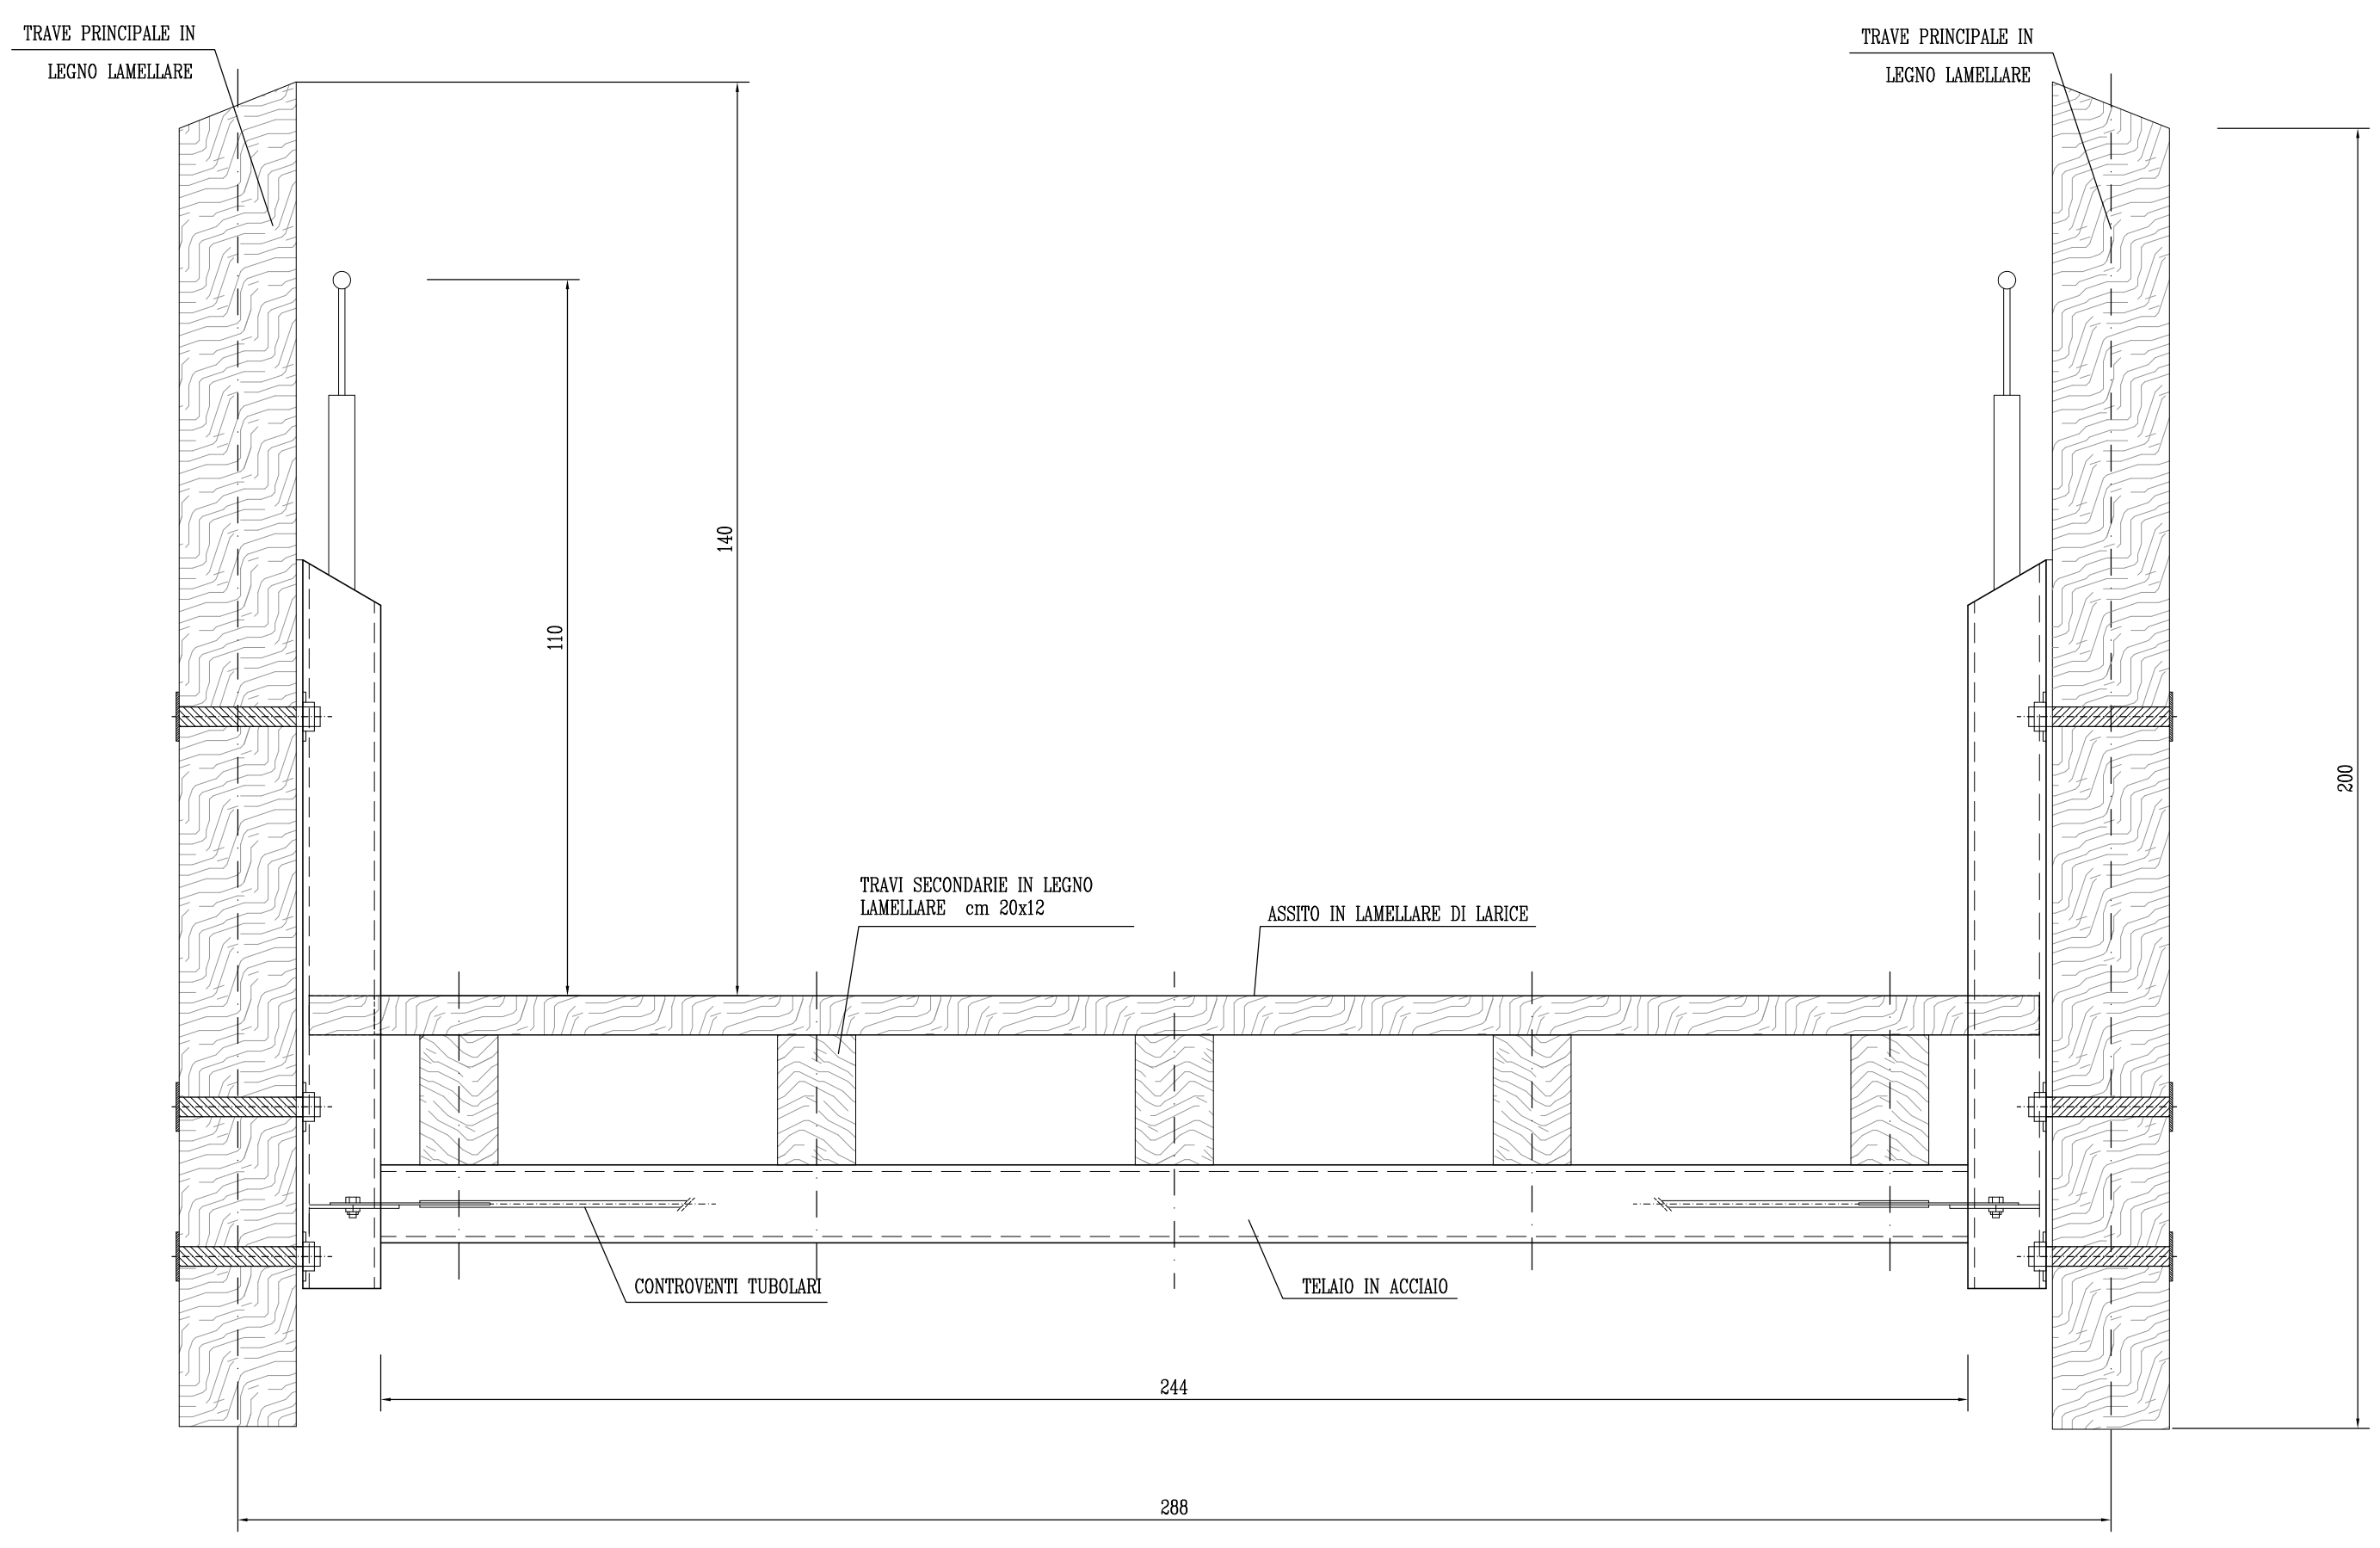 TRAVE PRINCIPALE IN
LEGNO LAMELLARE
TRAVE PRINCIPALE IN
LEGNO LAMELLARE
140
110
200
TRAVI SECONDARIE IN LEGNO
LAMELLARE cm 20x12
ASSITO IN LAMELLARE DI LARICE
CONTROVENTI TUBOLARI
TELAIO IN ACCIAIO
244
288